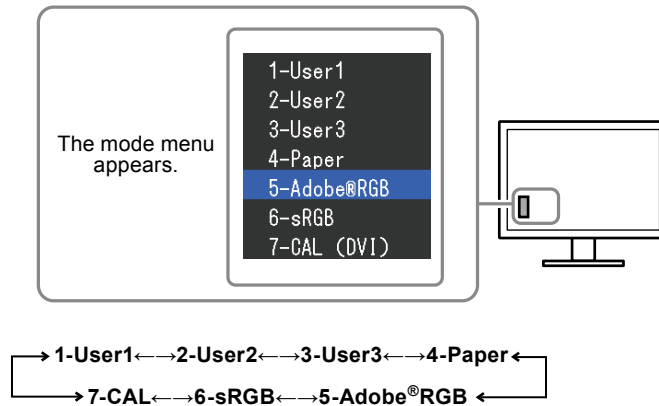 The mode menu
appears.
1-User1
2-User2
3-User3
4-Paper
5-Adobe®RGB
6-sRGB
7-CAL (DVI)
1-User1←→2-User2←→3-User3←→4-Paper
7-CAL←→6-sRGB←→5-Adobe®RGB